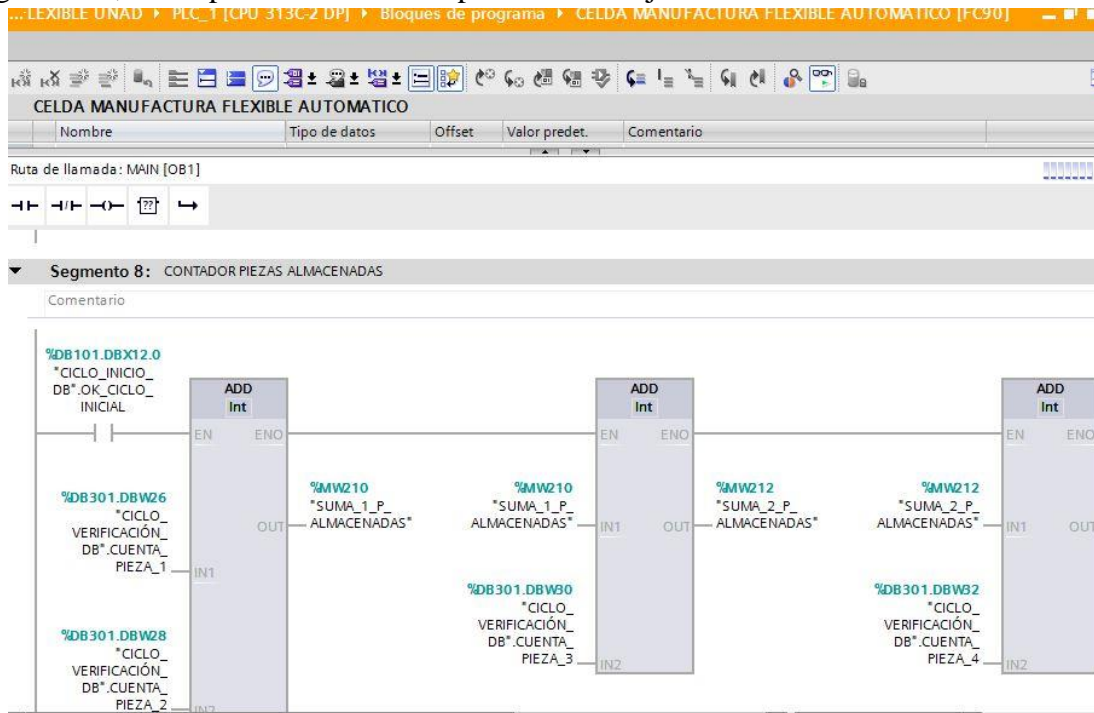 ...LEXIBLE UNAD ▸ PLC_1 [CPU 313C-2 DP] ▸ Bloques de programa ▸ CELDA MANUFACTURA FLEXIBLE AUTOMATICO [FC90]
CELDA MANUFACTURA FLEXIBLE AUTOMATICO
Nombre Tipo de datos Offset Valor predet. Comentario
Ruta de llamada: MAIN [OB1]
??
Segmento 8: CONTADOR PIEZAS ALMACENADAS
Comentario
%DB101.DBX12.0
"CICLO_INICIO_
DB".OK_CICLO_
INICIAL
ADD
Int
EN ENO
%DB301.DBW26
"CICLO_
VERIFICACIÓN_
DB".CUENTA_
PIEZA_1
IN1
OUT
%MW210
"SUMA_1_P_
ALMACENADAS"
%DB301.DBW28
"CICLO_
VERIFICACIÓN_
DB".CUENTA_
PIEZA_2
IN2
ADD
Int
EN ENO
%MW210
"SUMA_1_P_
ALMACENADAS"
IN1
OUT
%MW212
"SUMA_2_P_
ALMACENADAS"
%DB301.DBW30
"CICLO_
VERIFICACIÓN_
DB".CUENTA_
PIEZA_3
IN2
ADD
Int
EN ENO
%MW212
"SUMA_2_P_
ALMACENADAS"
IN1
OUT
%DB301.DBW32
"CICLO_
VERIFICACIÓN_
DB".CUENTA_
PIEZA_4
IN2